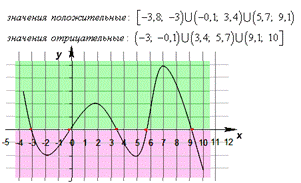 значения положительные: [−3,8; −3)⋃(−0,1; 3,4)⋃(5,7; 9,1)
значения отрицательные: (−3; −0,1)⋃(3,4; 5,7)⋃(9,1; 10]
y
-5 -4 -3 -2 -1 0 1 2 3 4 5 6 7 8 9 10 11 12
x